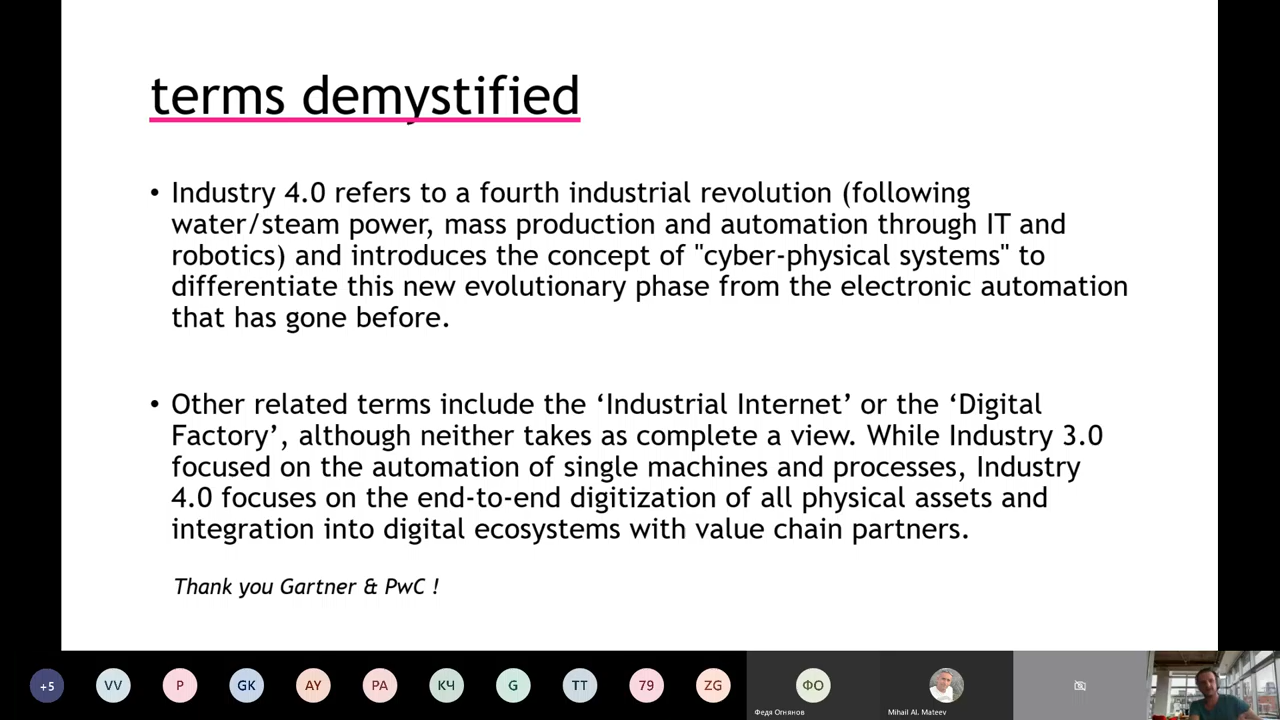 terms demystified
• Industry 4.0 refers to a fourth industrial revolution (following
water/steam power, mass production and automation through IT and
robotics) and introduces the concept of "cyber-physical systems" to
differentiate this new evolutionary phase from the electronic automation
that has gone before.
• Other related terms include the ‘Industrial Internet’ or the ‘Digital
Factory’, although neither takes as complete a view. While Industry 3.0
focused on the automation of single machines and processes, Industry
4.0 focuses on the end-to-end digitization of all physical assets and
integration into digital ecosystems with value chain partners.
Thank you Gartner & PwC !
+5 VV P GK AY PA КЧ G TT 79 ZG ФО
Федя Огнянов Mihail Al. Mateev